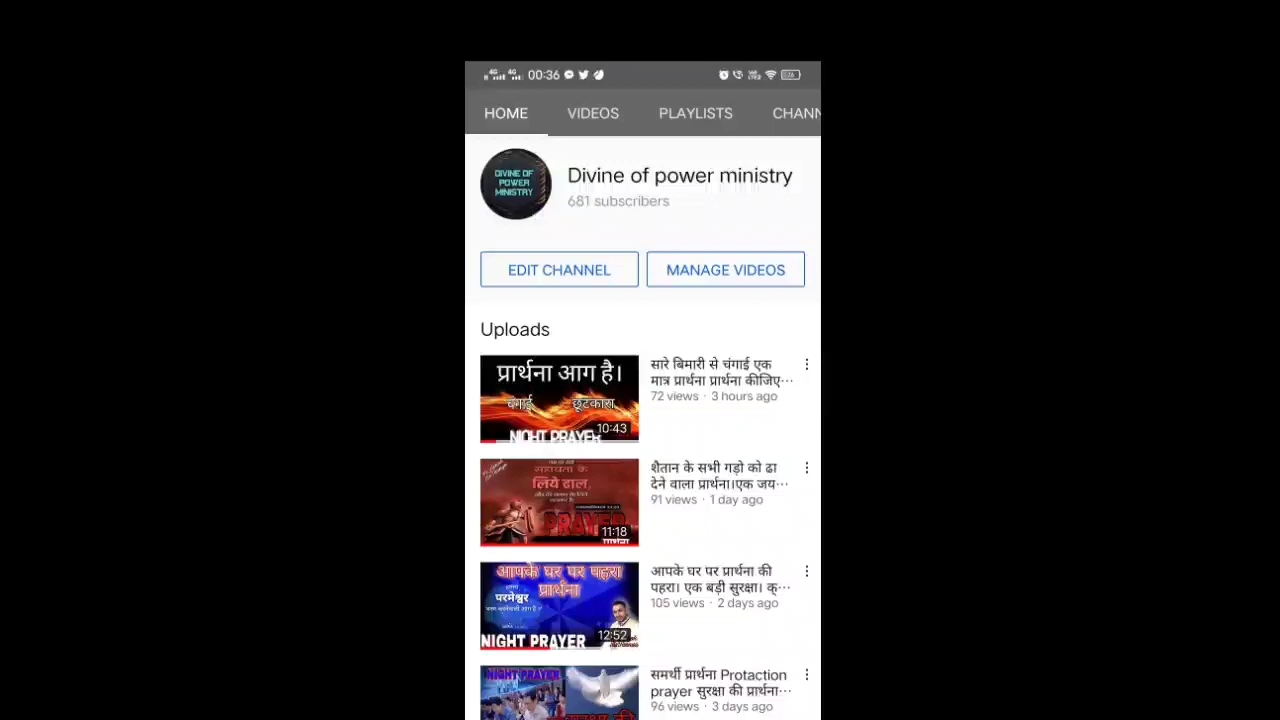 4G 4G 00:36
HOME VIDEOS PLAYLISTS CHANN
DIVINE OF
POWER
MINISTRY
Divine of power ministry
681 subscribers
EDIT CHANNEL MANAGE VIDEOS
Uploads
प्रार्थना आग है।
चंगाई छूटकारा
NIGHT PRAYER
10:43
सारे बिमारी से चंगाई एक
मात्र प्रार्थना प्रार्थना कीजिए…
72 views · 3 hours ago
लिये ढाल,
PRAYER
11:18
प्रार्थना
शैतान के सभी गड़ो को ढा
देने वाला प्रार्थना।एक जय…
91 views · 1 day ago
आपके घर पर पहरा
प्रार्थना
परमेश्वर
NIGHT PRAYER
12:52
आपके घर पर प्रार्थना की
पहरा। एक बड़ी सुरक्षा। क्…
105 views · 2 days ago
NIGHT PRAYER
समर्थी प्रार्थना Protaction
prayer सुरक्षा की प्रार्थना…
96 views · 3 days ago